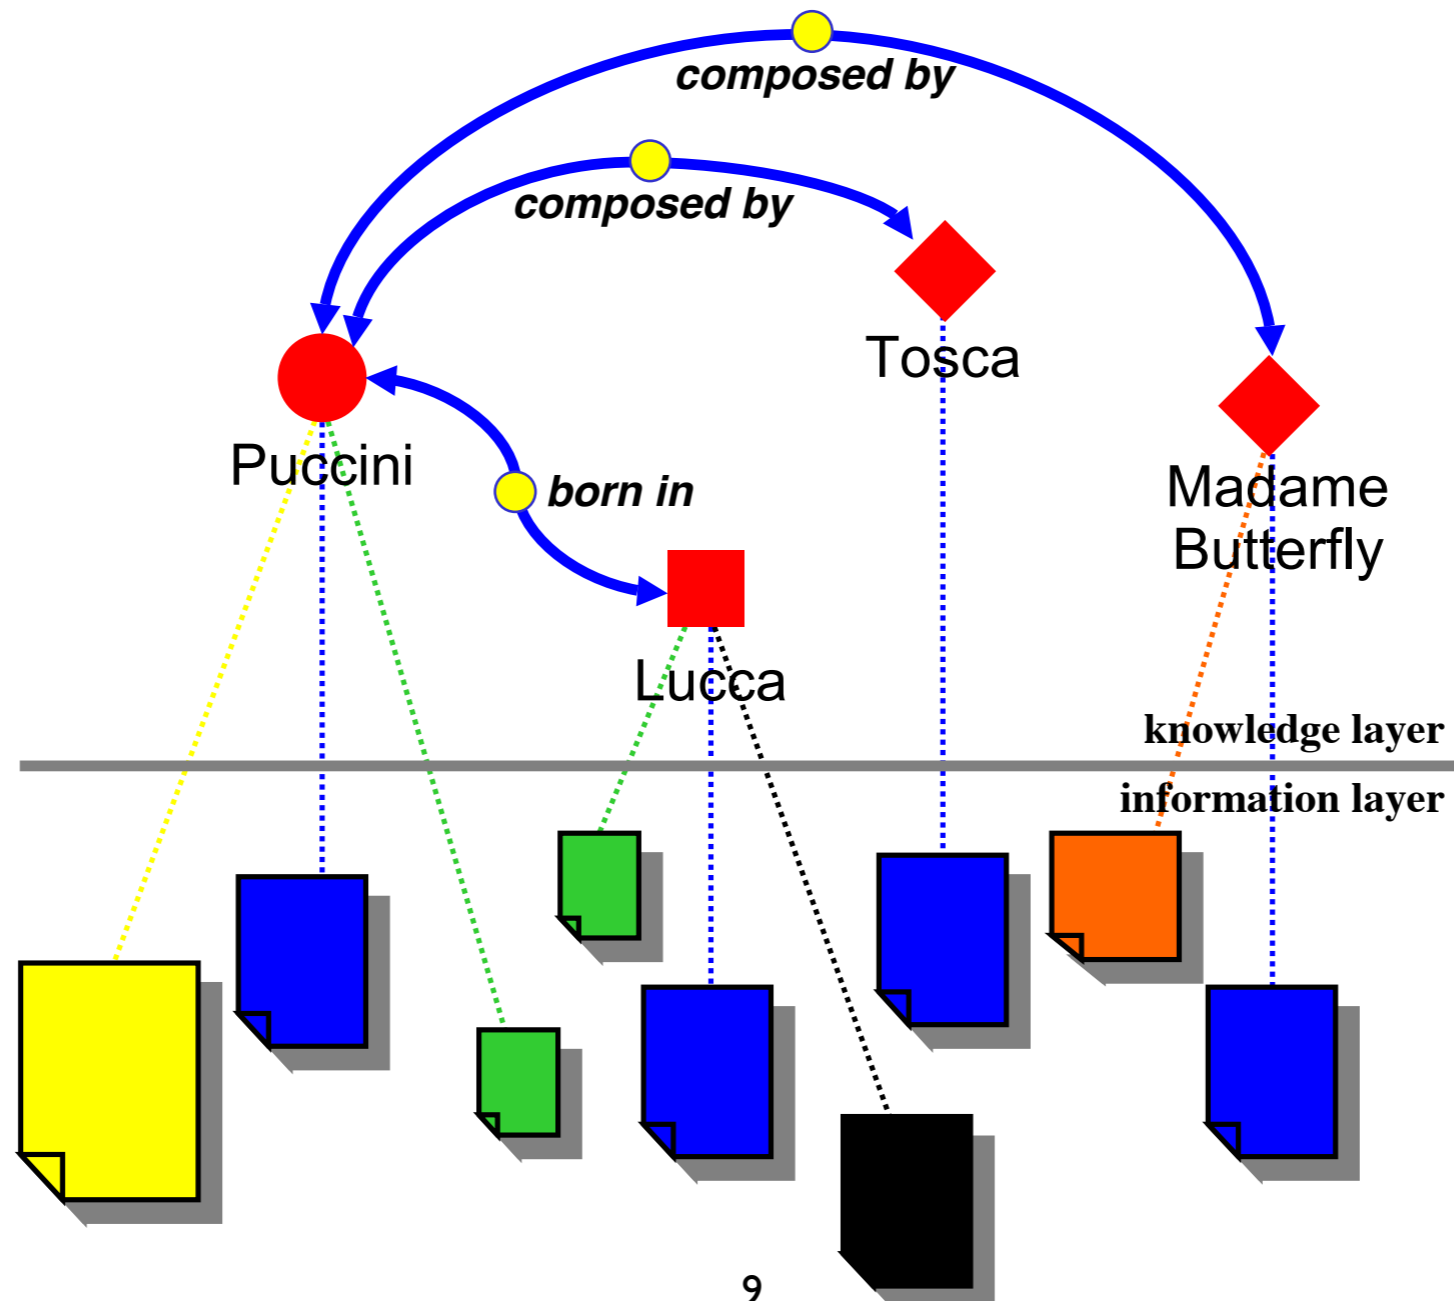 composed by
composed by
Tosca
Puccini
born in
Madame
Butterfly
Lucca
knowledge layer
information layer
9